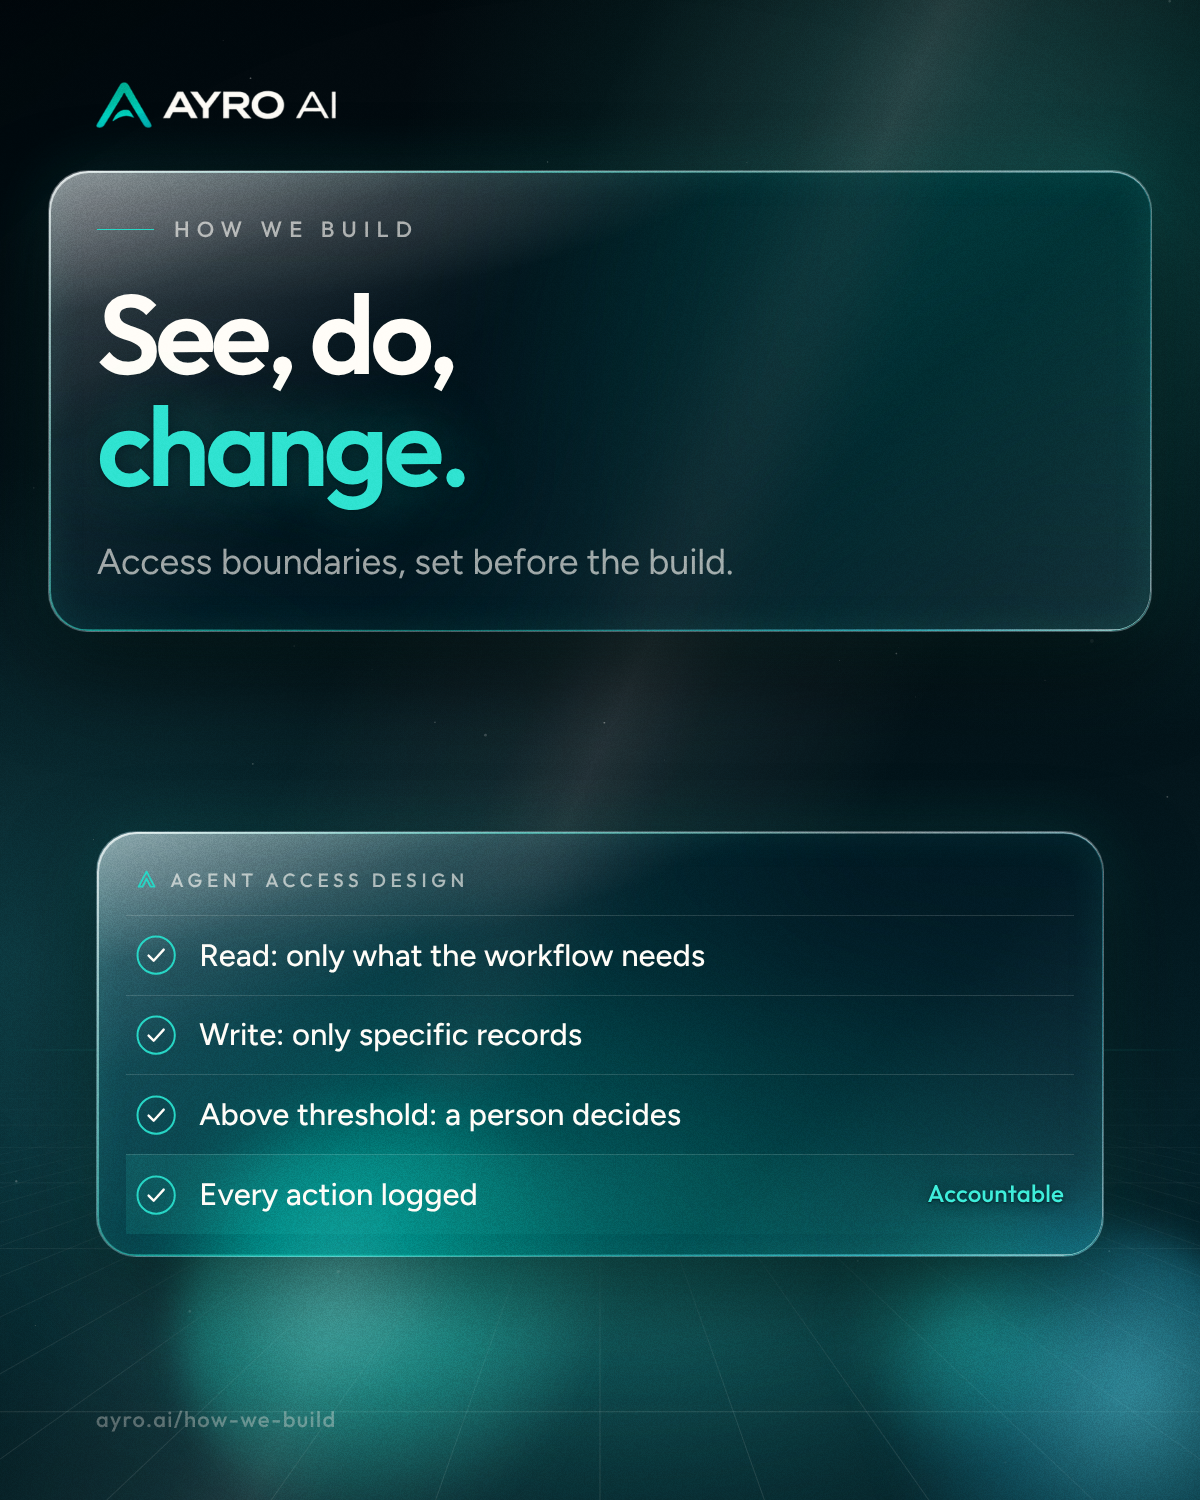 AYRO AI
HOW WE BUILD
See, do,
change.
Access boundaries, set before the build.
AGENT ACCESS DESIGN
Read: only what the workflow needs
Write: only specific records
Above threshold: a person decides
Every action logged
Accountable
ayro.ai/how-we-build